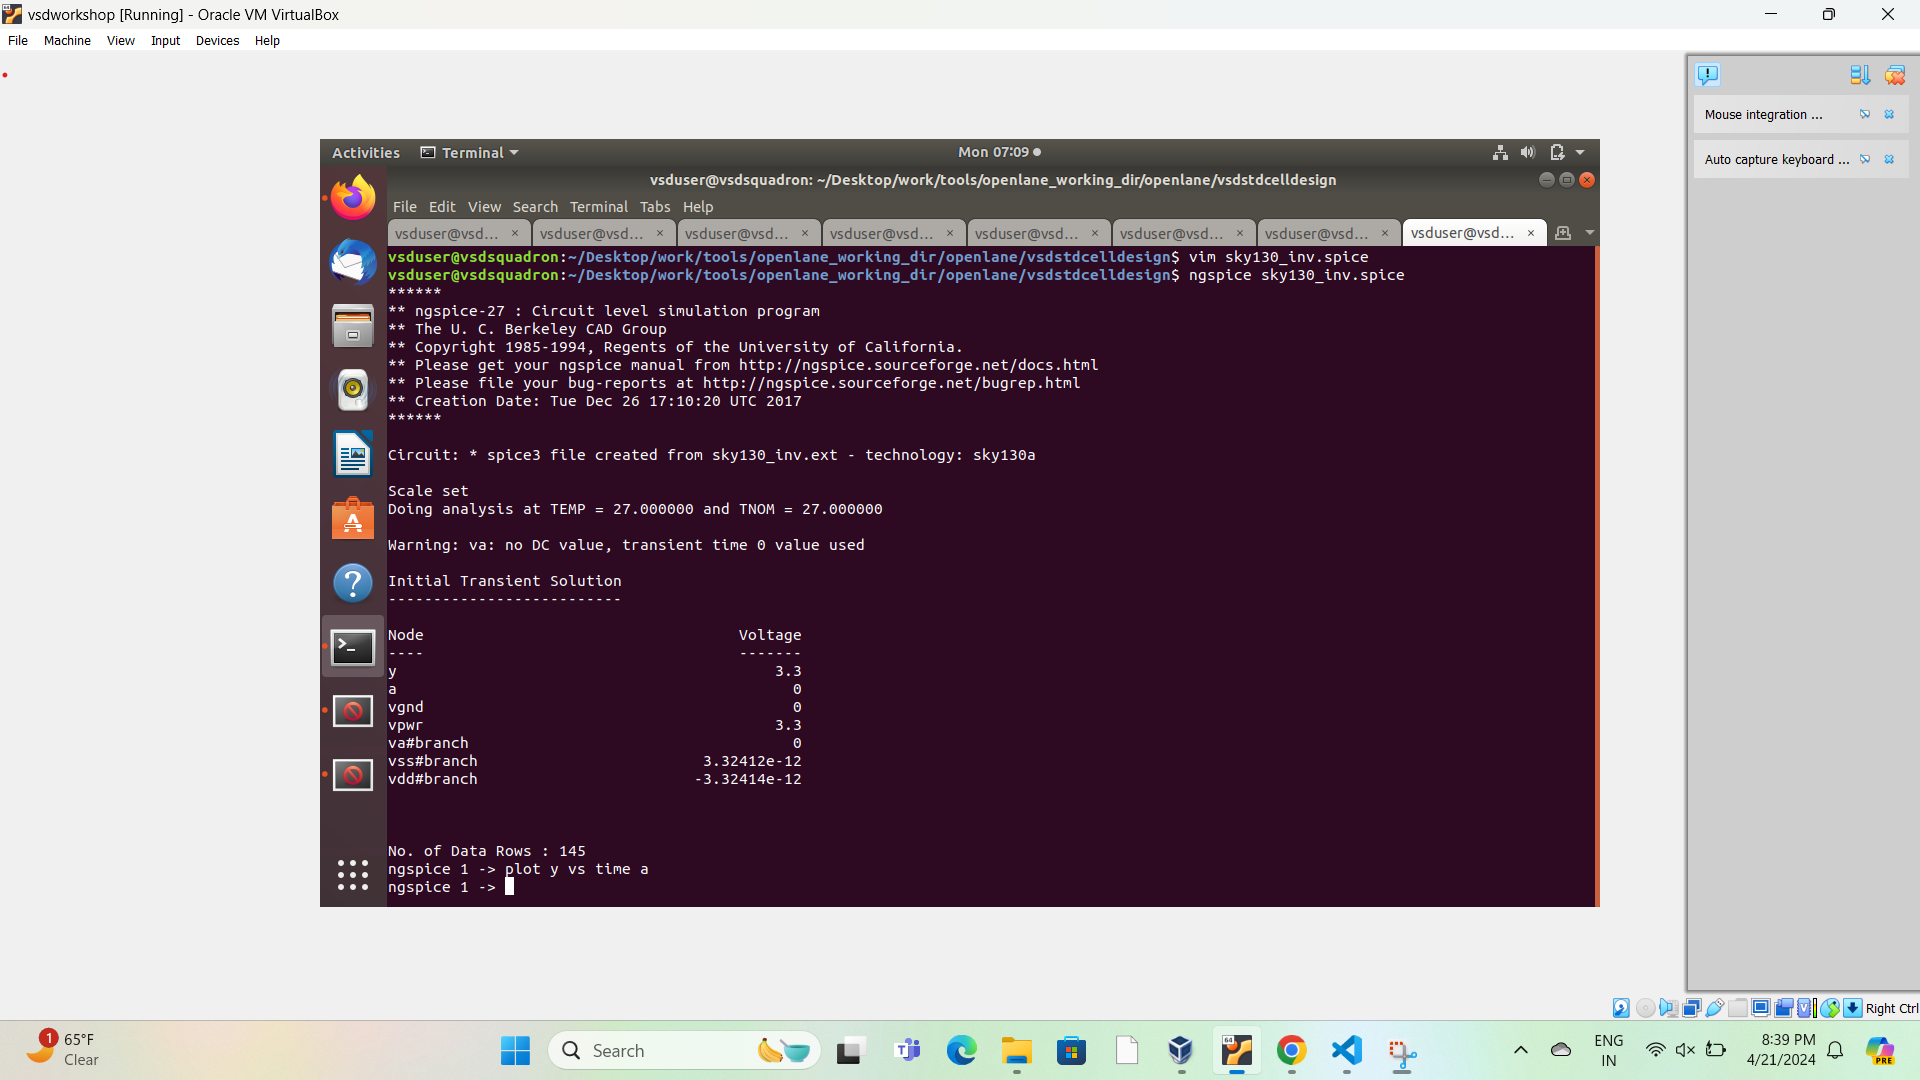 vsdworkshop [Running] - Oracle VM VirtualBox
File Machine View Input Devices Help
Mouse integration ...
Auto capture keyboard ...
Activities Terminal Mon 07:09
vsduser@vsdsquadron: ~/Desktop/work/tools/openlane_working_dir/openlane/vsdstdcelldesign
File Edit View Search Terminal Tabs Help
vsduser@vsd... × vsduser@vsd... × vsduser@vsd... × vsduser@vsd... × vsduser@vsd... × vsduser@vsd... × vsduser@vsd... × vsduser@vsd... ×
vsduser@vsdsquadron:~/Desktop/work/tools/openlane_working_dir/openlane/vsdstdcelldesign$ vim sky130_inv.spice
vsduser@vsdsquadron:~/Desktop/work/tools/openlane_working_dir/openlane/vsdstdcelldesign$ ngspice sky130_inv.spice
******
** ngspice-27 : Circuit level simulation program
** The U. C. Berkeley CAD Group
** Copyright 1985-1994, Regents of the University of California.
** Please get your ngspice manual from http://ngspice.sourceforge.net/docs.html
** Please file your bug-reports at http://ngspice.sourceforge.net/bugrep.html
** Creation Date: Tue Dec 26 17:10:20 UTC 2017
******
Circuit: * spice3 file created from sky130_inv.ext - technology: sky130a
Scale set
Doing analysis at TEMP = 27.000000 and TNOM = 27.000000
Warning: va: no DC value, transient time 0 value used
Initial Transient Solution
--------------------------
Node Voltage
---- -------
y 3.3
a 0
vgnd 0
vpwr 3.3
va#branch 0
vss#branch 3.32412e-12
vdd#branch -3.32414e-12
No. of Data Rows : 145
ngspice 1 -> plot y vs time a
ngspice 1 ->
Right Ctrl
1
65°F
Clear
Search
64
ENG
IN
8:39 PM
4/21/2024
PRE